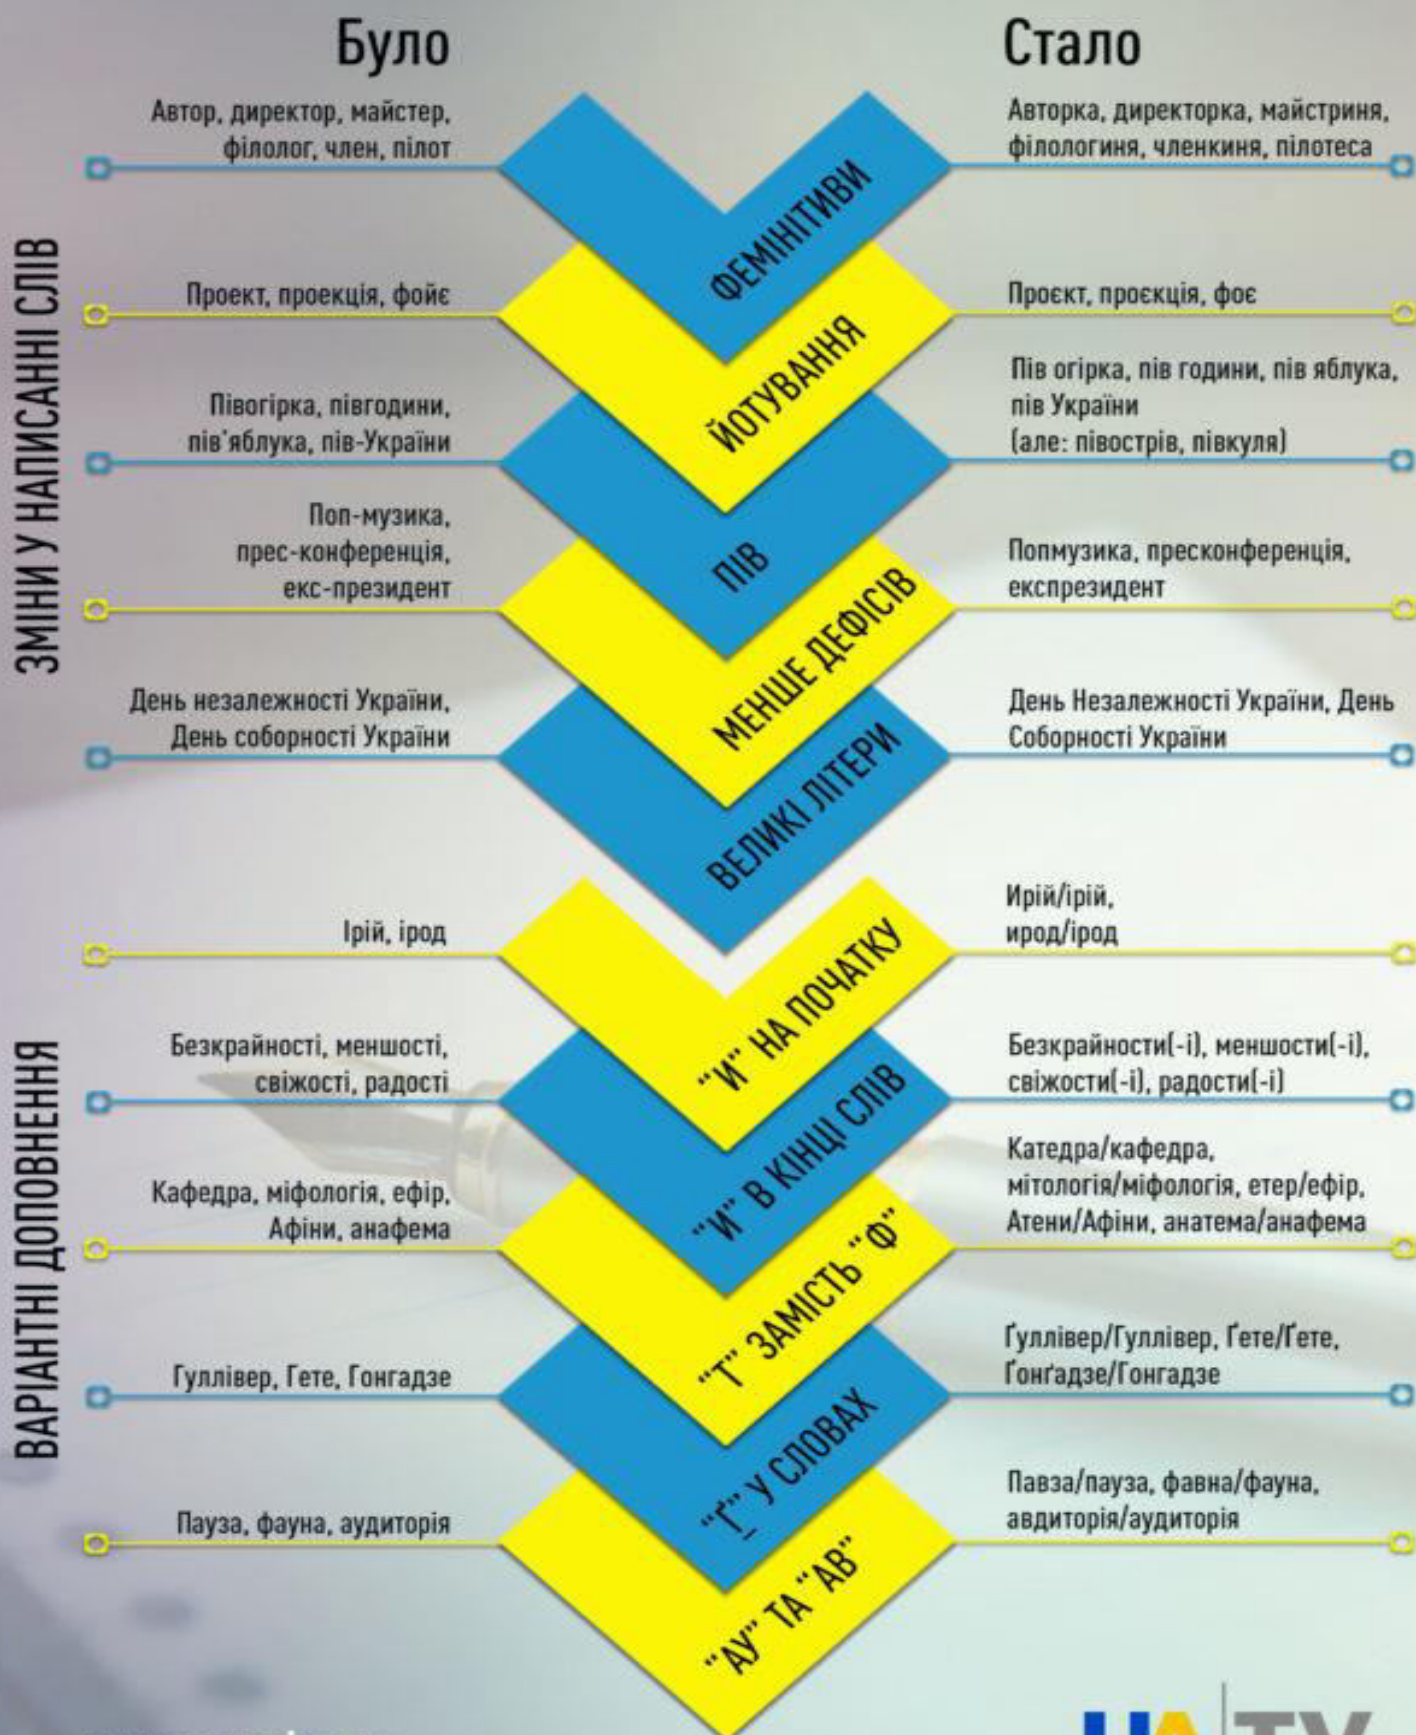 Було
Стало
ЗМІНИ У НАПИСАННІ СЛІВ
Автор, директор, майстер,
філолог, член, пілот
ФЕМІНІТИВИ
Авторка, директорка, майстриня,
філологиня, членкиня, пілотеса
Проект, проекція, фойє
ЙОТУВАННЯ
Проєкт, проєкція, фоє
Півогірка, півгодини,
пів'яблука, пів-України
ПІВ
Пів огірка, пів години, пів яблука,
пів України
(але: півострів, півкуля)
Поп-музика,
прес-конференція,
екс-президент
МЕНШЕ ДЕФІСІВ
Попмузика, пресконференція,
експрезидент
День незалежності України,
День соборності України
ВЕЛИКІ ЛІТЕРИ
День Незалежності України, День
Соборності України
ВАРІАНТНІ ДОПОВНЕННЯ
Ірій, ірод
"И" НА ПОЧАТКУ
Ирій/ірій,
ирод/ірод
Безкрайності, меншості,
свіжості, радості
"И" В КІНЦІ СЛІВ
Безкрайности(-і), меншости(-і),
свіжости(-і), радости(-і)
Кафедра, міфологія, ефір,
Афіни, анафема
"Т" ЗАМІСТЬ "Ф"
Катедра/кафедра,
мітологія/міфологія, етер/ефір,
Атени/Афіни, анатема/анафема
Гуллівер, Гете, Гонгадзе
"Ґ" У СЛОВАХ
Ґуллівер/Гуллівер, Ґете/Гете,
Ґонґадзе/Гонгадзе
Пауза, фауна, аудиторія
"АУ" ТА "АВ"
Павза/пауза, фавна/фауна,
авдиторія/аудиторія
UA TV